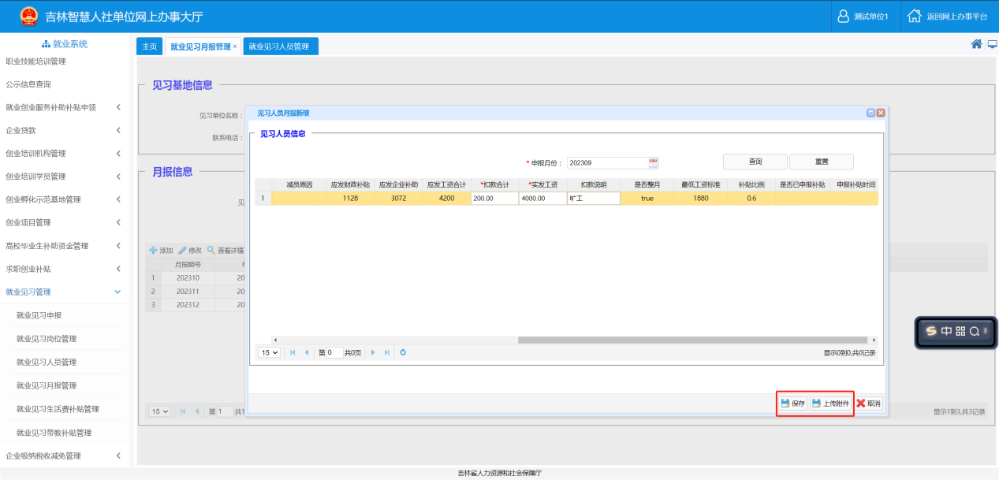 吉林智慧人社单位网上办事大厅
测试单位1
返回网上办事平台
就业系统
职业技能培训管理
公示信息查询
就业创业服务补助补贴申领
企业贷款
创业培训机构管理
创业培训学员管理
创业孵化示范基地管理
创业项目管理
高校毕业生补助资金管理
求职创业补贴
就业见习管理
就业见习申报
就业见习岗位管理
就业见习人员管理
就业见习月报管理
就业见习生活费补贴管理
就业见习带教补贴管理
企业吸纳税收减免管理
主页 就业见习月报管理 × 就业见习人员管理
见习基地信息
见习单位名称：
联系电话：
月报信息
见
添加 修改 查看详情
月报期号
1 202310 20
2 202311 20
3 202312 20
15 第 1 共1
显示1到3,共3记录
见习人员月报新增
见习人员信息
* 申报月份： 202309 查询 重置
减员原因 应发财政补贴 应发企业补助 应发工资合计 *扣款合计 *实发工资 扣款说明 是否整月 最低工资标准 补贴比例 是否已申报补贴 申报补贴时间
1 1128 3072 4200 200.00 4000.00 旷工 true 1880 0.6
15 第 0 共0页 显示0到0,共0记录
保存 上传附件 取消
中
吉林省人力资源和社会保障厅